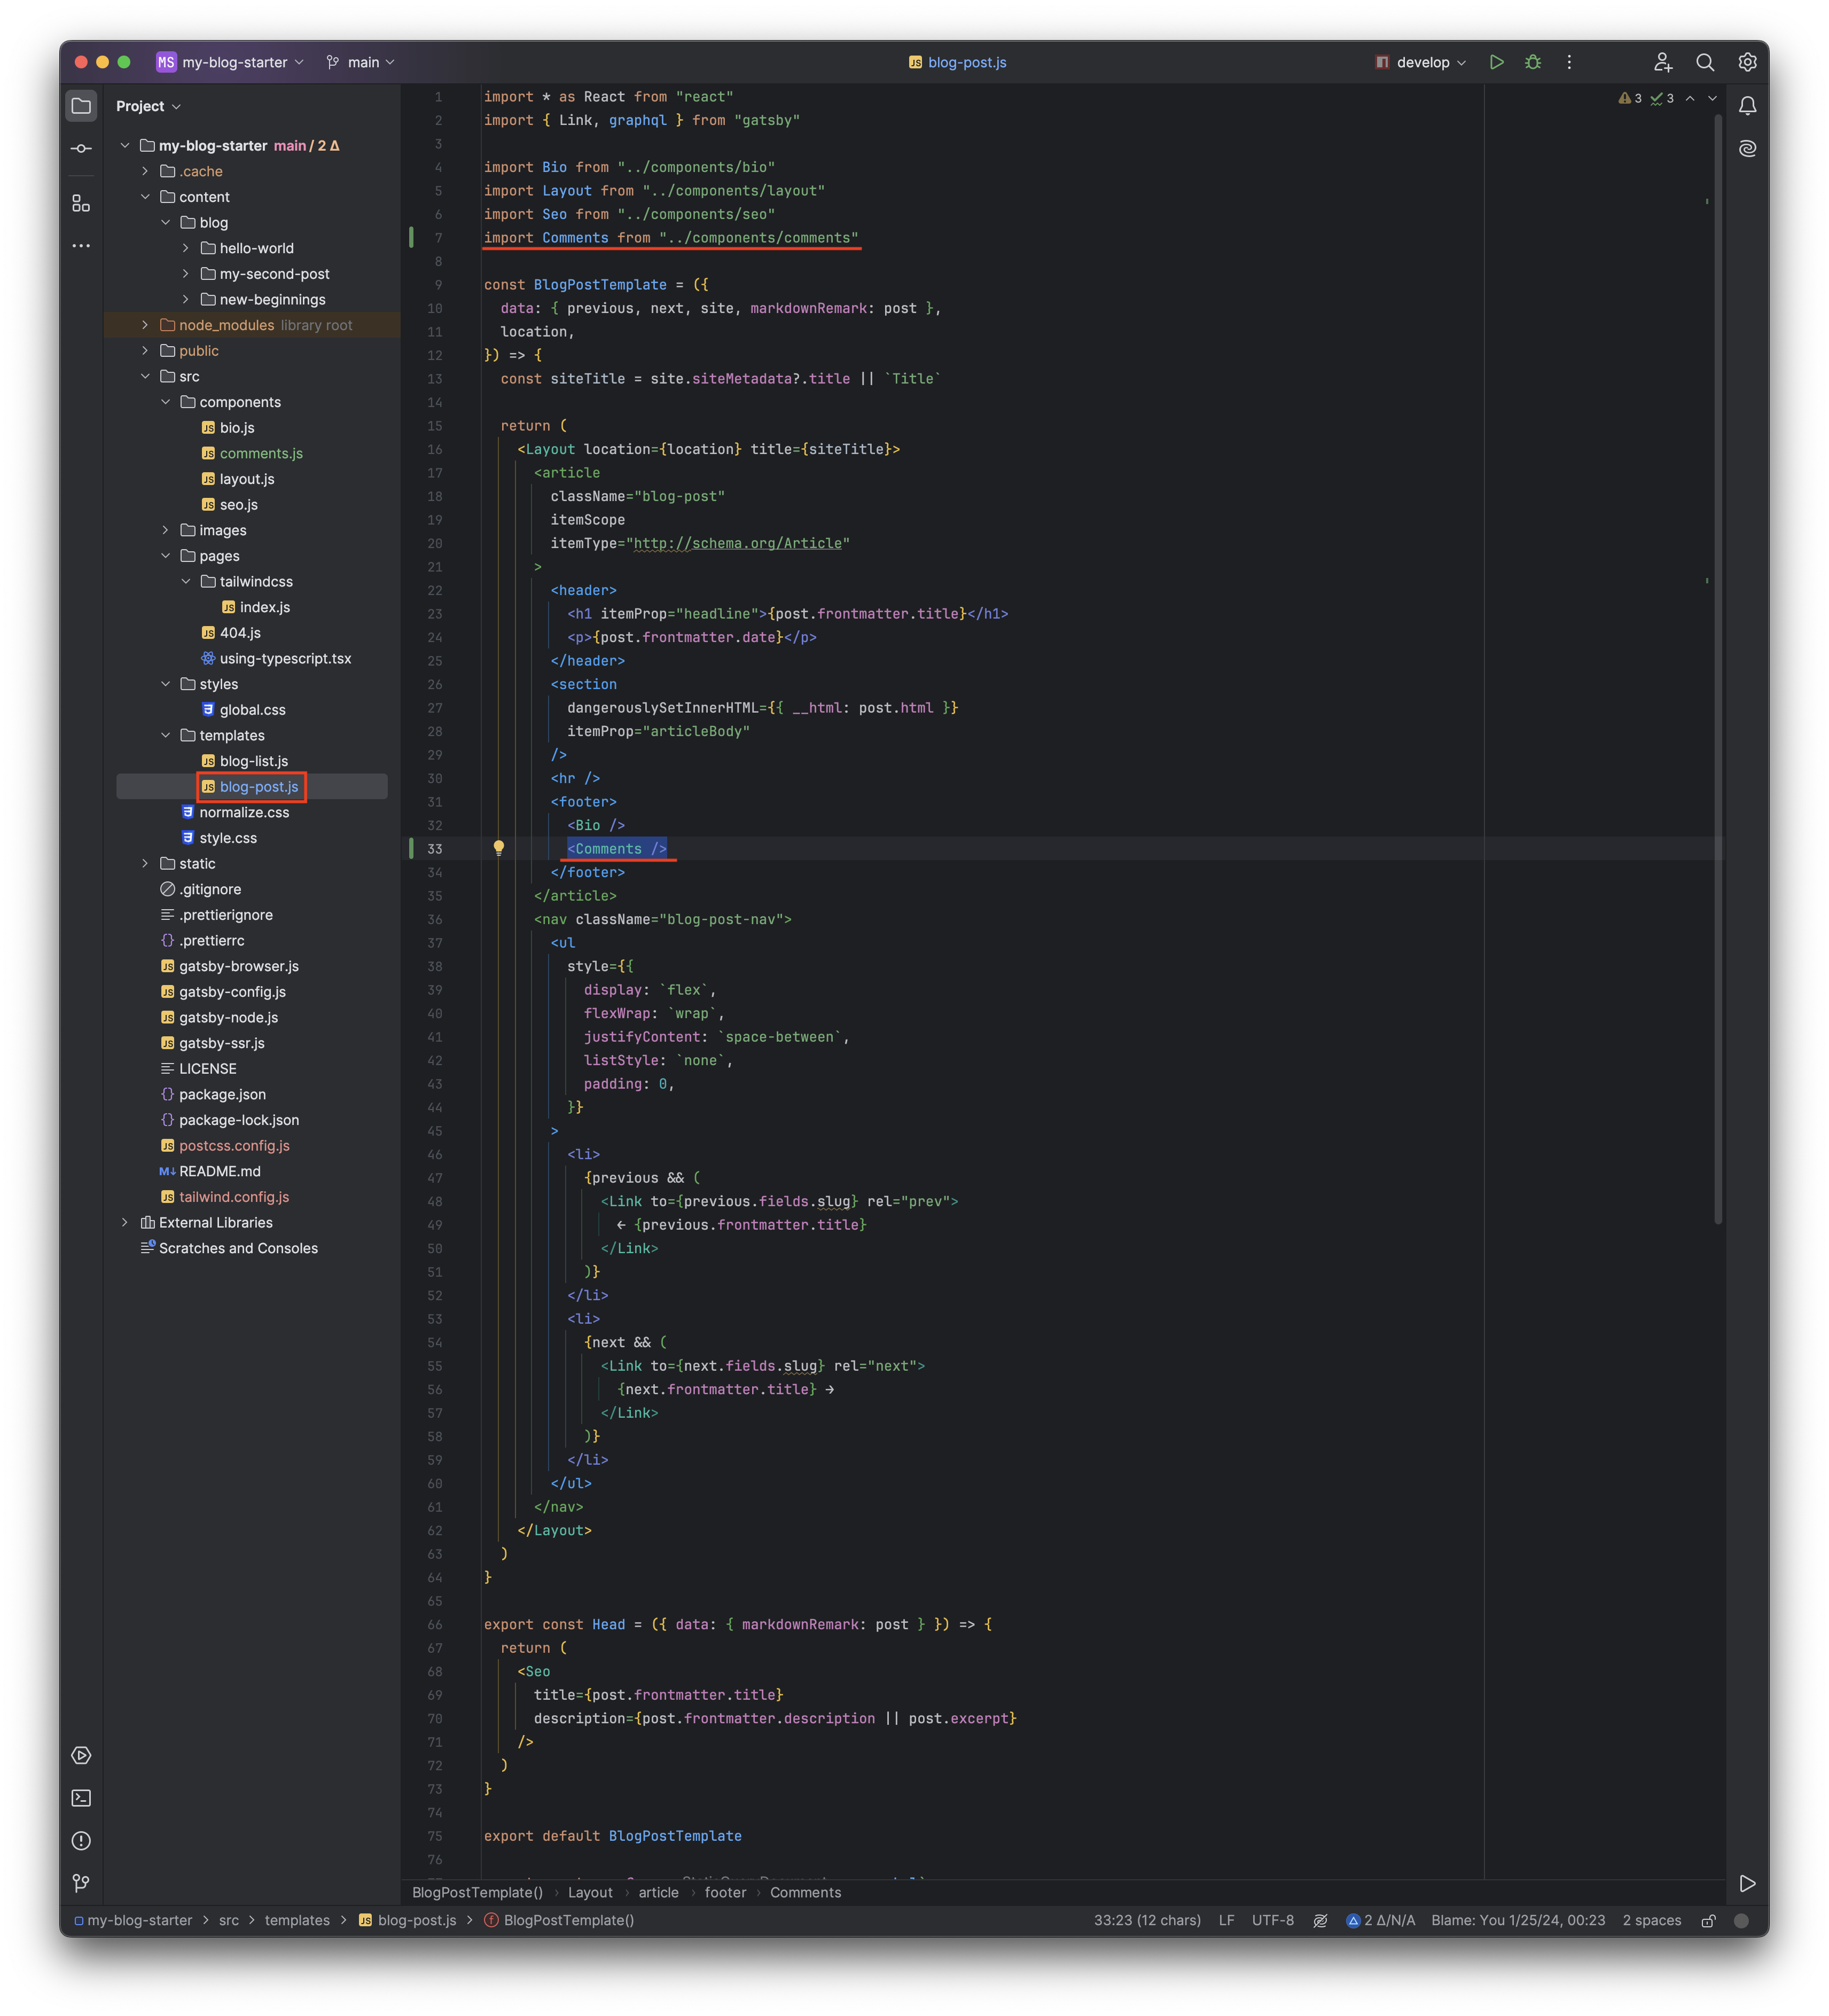 MS my-blog-starter main
JS blog-post.js
develop
Project
my-blog-starter main / 2 Δ
.cache
content
blog
hello-world
my-second-post
new-beginnings
node_modules library root
public
src
components
JS bio.js
JS comments.js
JS layout.js
JS seo.js
images
pages
tailwindcss
JS index.js
JS 404.js
using-typescript.tsx
styles
global.css
templates
JS blog-list.js
JS blog-post.js
normalize.css
style.css
static
.gitignore
.prettierignore
{} .prettierrc
JS gatsby-browser.js
JS gatsby-config.js
JS gatsby-node.js
JS gatsby-ssr.js
LICENSE
{} package.json
{} package-lock.json
JS postcss.config.js
M↓ README.md
JS tailwind.config.js
External Libraries
Scratches and Consoles
3 3
1 import * as React from "react"
2 import { Link, graphql } from "gatsby"
3
4 import Bio from "../components/bio"
5 import Layout from "../components/layout"
6 import Seo from "../components/seo"
7 import Comments from "../components/comments"
8
9 const BlogPostTemplate = ({
10 data: { previous, next, site, markdownRemark: post },
11 location,
12 }) => {
13 const siteTitle = site.siteMetadata?.title || `Title`
14
15 return (
16 <Layout location={location} title={siteTitle}>
17 <article
18 className="blog-post"
19 itemScope
20 itemType="http://schema.org/Article"
21 >
22 <header>
23 <h1 itemProp="headline">{post.frontmatter.title}</h1>
24 <p>{post.frontmatter.date}</p>
25 </header>
26 <section
27 dangerouslySetInnerHTML={{ __html: post.html }}
28 itemProp="articleBody"
29 />
30 <hr />
31 <footer>
32 <Bio />
33 <Comments />
34 </footer>
35 </article>
36 <nav className="blog-post-nav">
37 <ul
38 style={{
39 display: `flex`,
40 flexWrap: `wrap`,
41 justifyContent: `space-between`,
42 listStyle: `none`,
43 padding: 0,
44 }}
45 >
46 <li>
47 {previous && (
48 <Link to={previous.fields.slug} rel="prev">
49 ← {previous.frontmatter.title}
50 </Link>
51 )}
52 </li>
53 <li>
54 {next && (
55 <Link to={next.fields.slug} rel="next">
56 {next.frontmatter.title} →
57 </Link>
58 )}
59 </li>
60 </ul>
61 </nav>
62 </Layout>
63 )
64 }
65
66 export const Head = ({ data: { markdownRemark: post } }) => {
67 return (
68 <Seo
69 title={post.frontmatter.title}
70 description={post.frontmatter.description || post.excerpt}
71 />
72 )
73 }
74
75 export default BlogPostTemplate
76
BlogPostTemplate() › Layout › article › footer › Comments
my-blog-starter > src > templates > JS blog-post.js > f BlogPostTemplate()
33:23 (12 chars) LF UTF-8 2 Δ/N/A Blame: You 1/25/24, 00:23 2 spaces